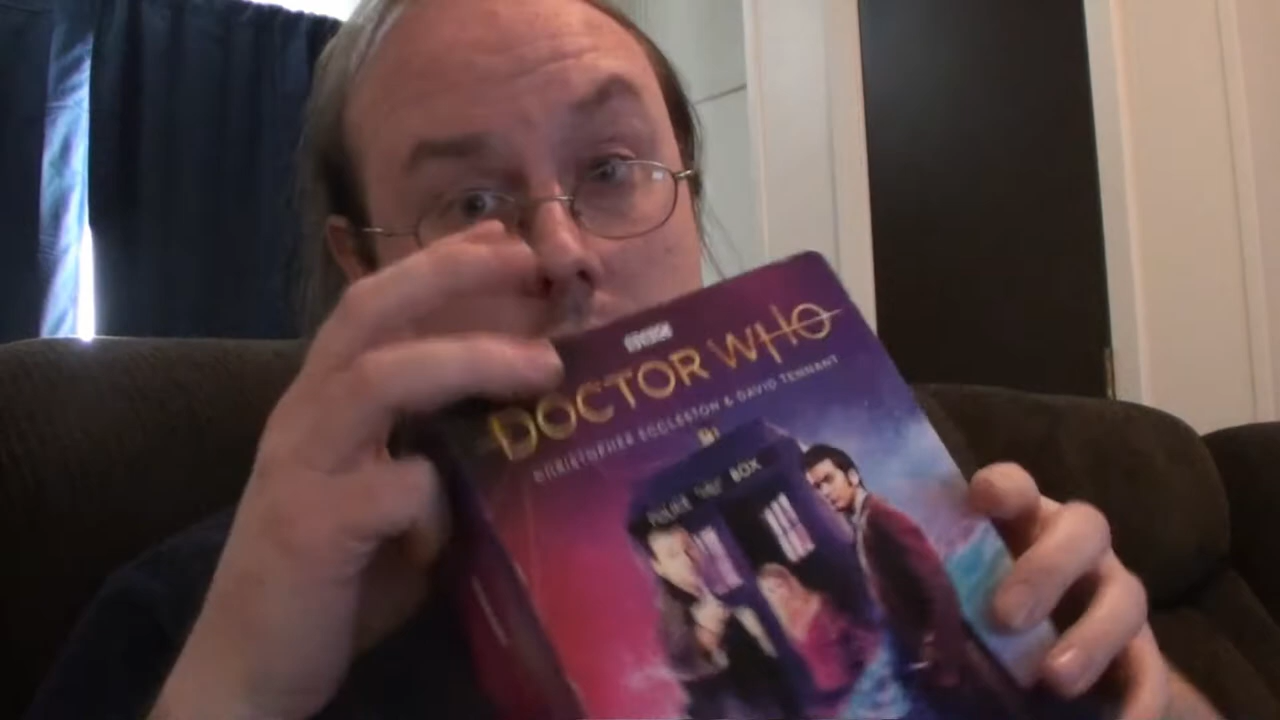 BBC
DOCTOR WHO
CHRISTOPHER ECCLESTON & DAVID TENNANT
POLICE BOX